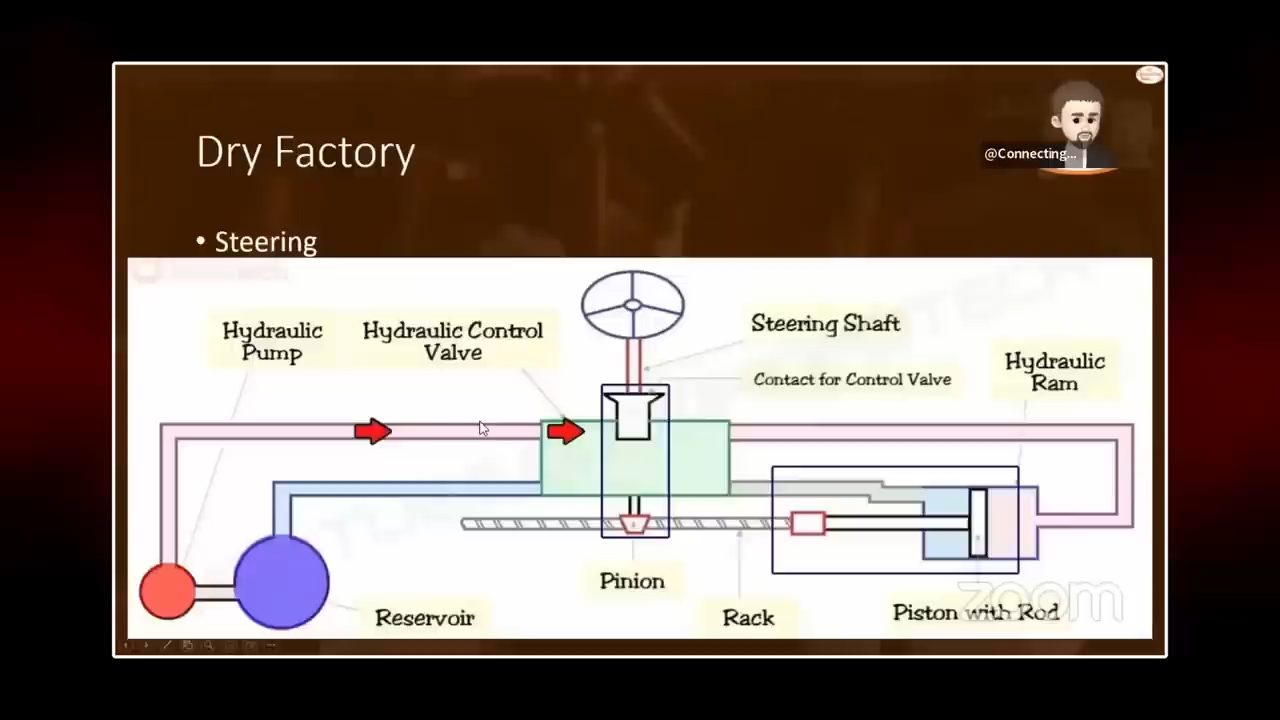 Dry Factory
@Connecting...
• Steering
Hydraulic
Pump
Hydraulic Control
Valve
Steering Shaft
Contact for Control Valve
Hydraulic
Ram
Pinion
Reservoir
Rack
Piston with Rod
zoom